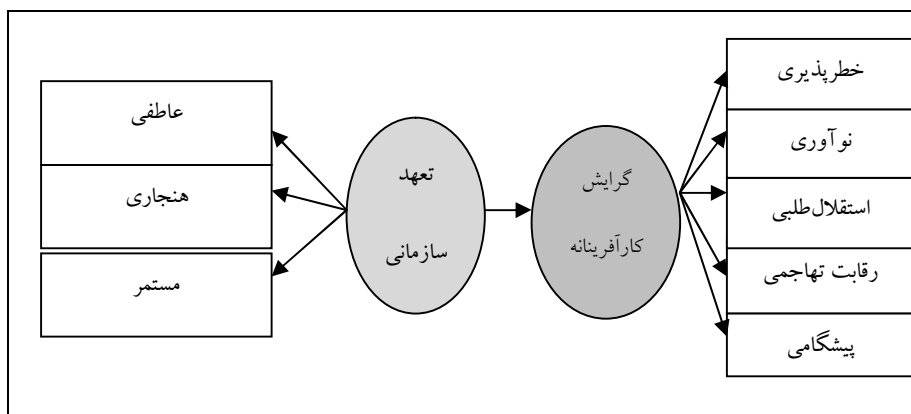 خطرپذیری
نوآوری
استقلال‌طلبی
رقابت تهاجمی
پیشگامی
گرایش
کارآفرینانه
تعهد
سازمانی
عاطفی
هنجاری
مستمر